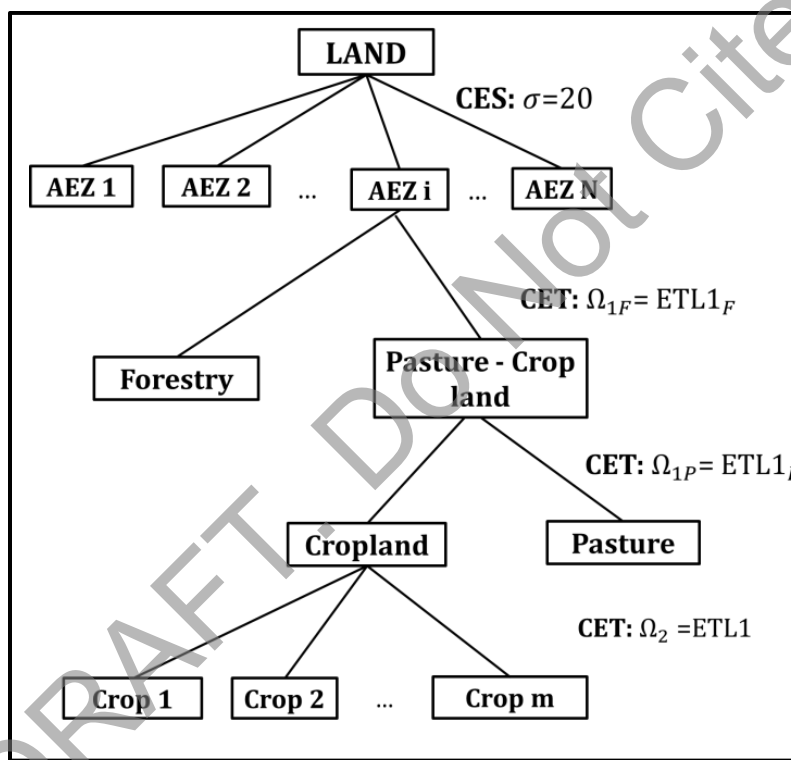 LAND
CES: σ=20
AEZ 1
AEZ 2
...
AEZ i
...
AEZ N
CET: Ω₁F= ETL1F
Forestry
Pasture - Crop
land
CET: Ω₁P= ETL1
Cropland
Pasture
CET: Ω₂ =ETL1
Crop 1
Crop 2
...
Crop m
DRAFT. Do Not Cite